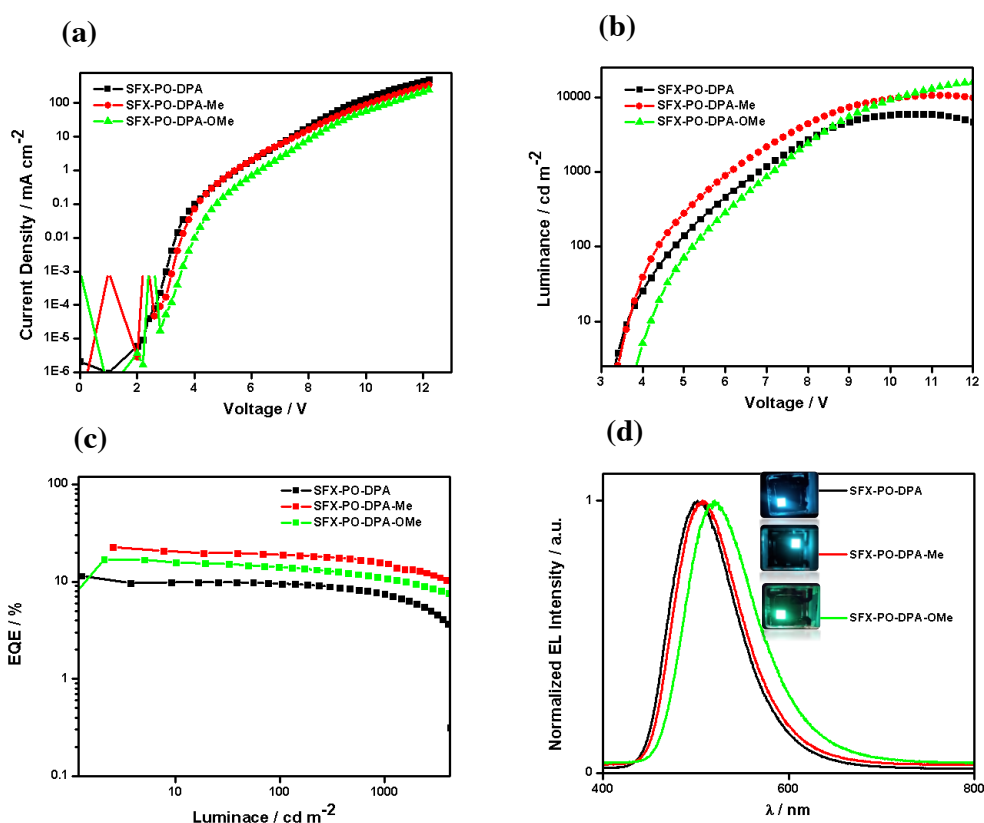 (a)
SFX-PO-DPA
SFX-PO-DPA-Me
SFX-PO-DPA-OMe
Current Density / mA cm-2
100
10
1
0.1
0.01
1E-3
1E-4
1E-5
1E-6
0 2 4 6 8 10 12
Voltage / V
(b)
SFX-PO-DPA
SFX-PO-DPA-Me
SFX-PO-DPA-OMe
Luminance / cd m-2
10000
1000
100
10
3 4 5 6 7 8 9 10 11 12
Voltage / V
(c)
SFX-PO-DPA
SFX-PO-DPA-Me
SFX-PO-DPA-OMe
EQE / %
100
10
1
0.1
10 100 1000
Luminace / cd m-2
(d)
SFX-PO-DPA
SFX-PO-DPA-Me
SFX-PO-DPA-OMe
Normalized EL Intensity / a.u.
1
0
400 600 800
λ / nm